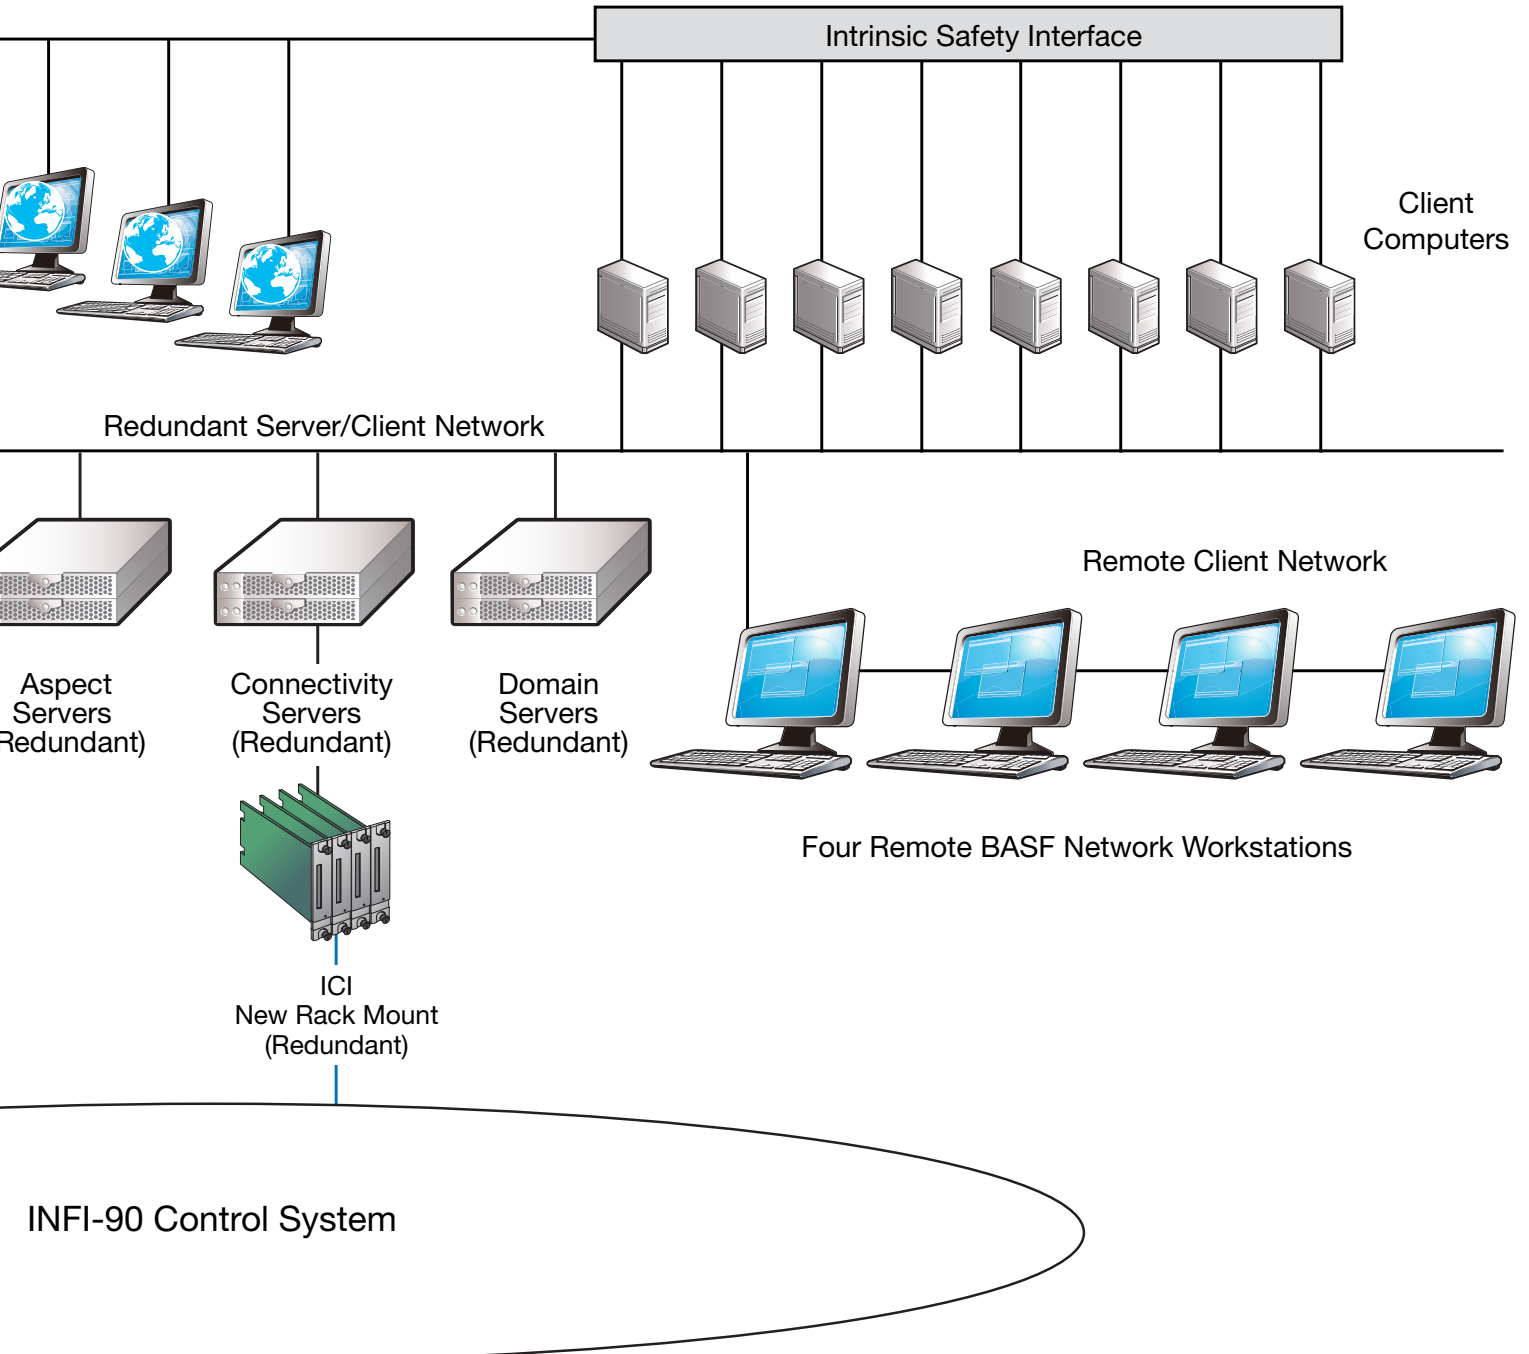 Intrinsic Safety Interface
Client
Computers
Redundant Server/Client Network
Remote Client Network
Aspect
Servers
Redundant)
Connectivity
Servers
(Redundant)
Domain
Servers
(Redundant)
Four Remote BASF Network Workstations
ICI
New Rack Mount
(Redundant)
INFI-90 Control System